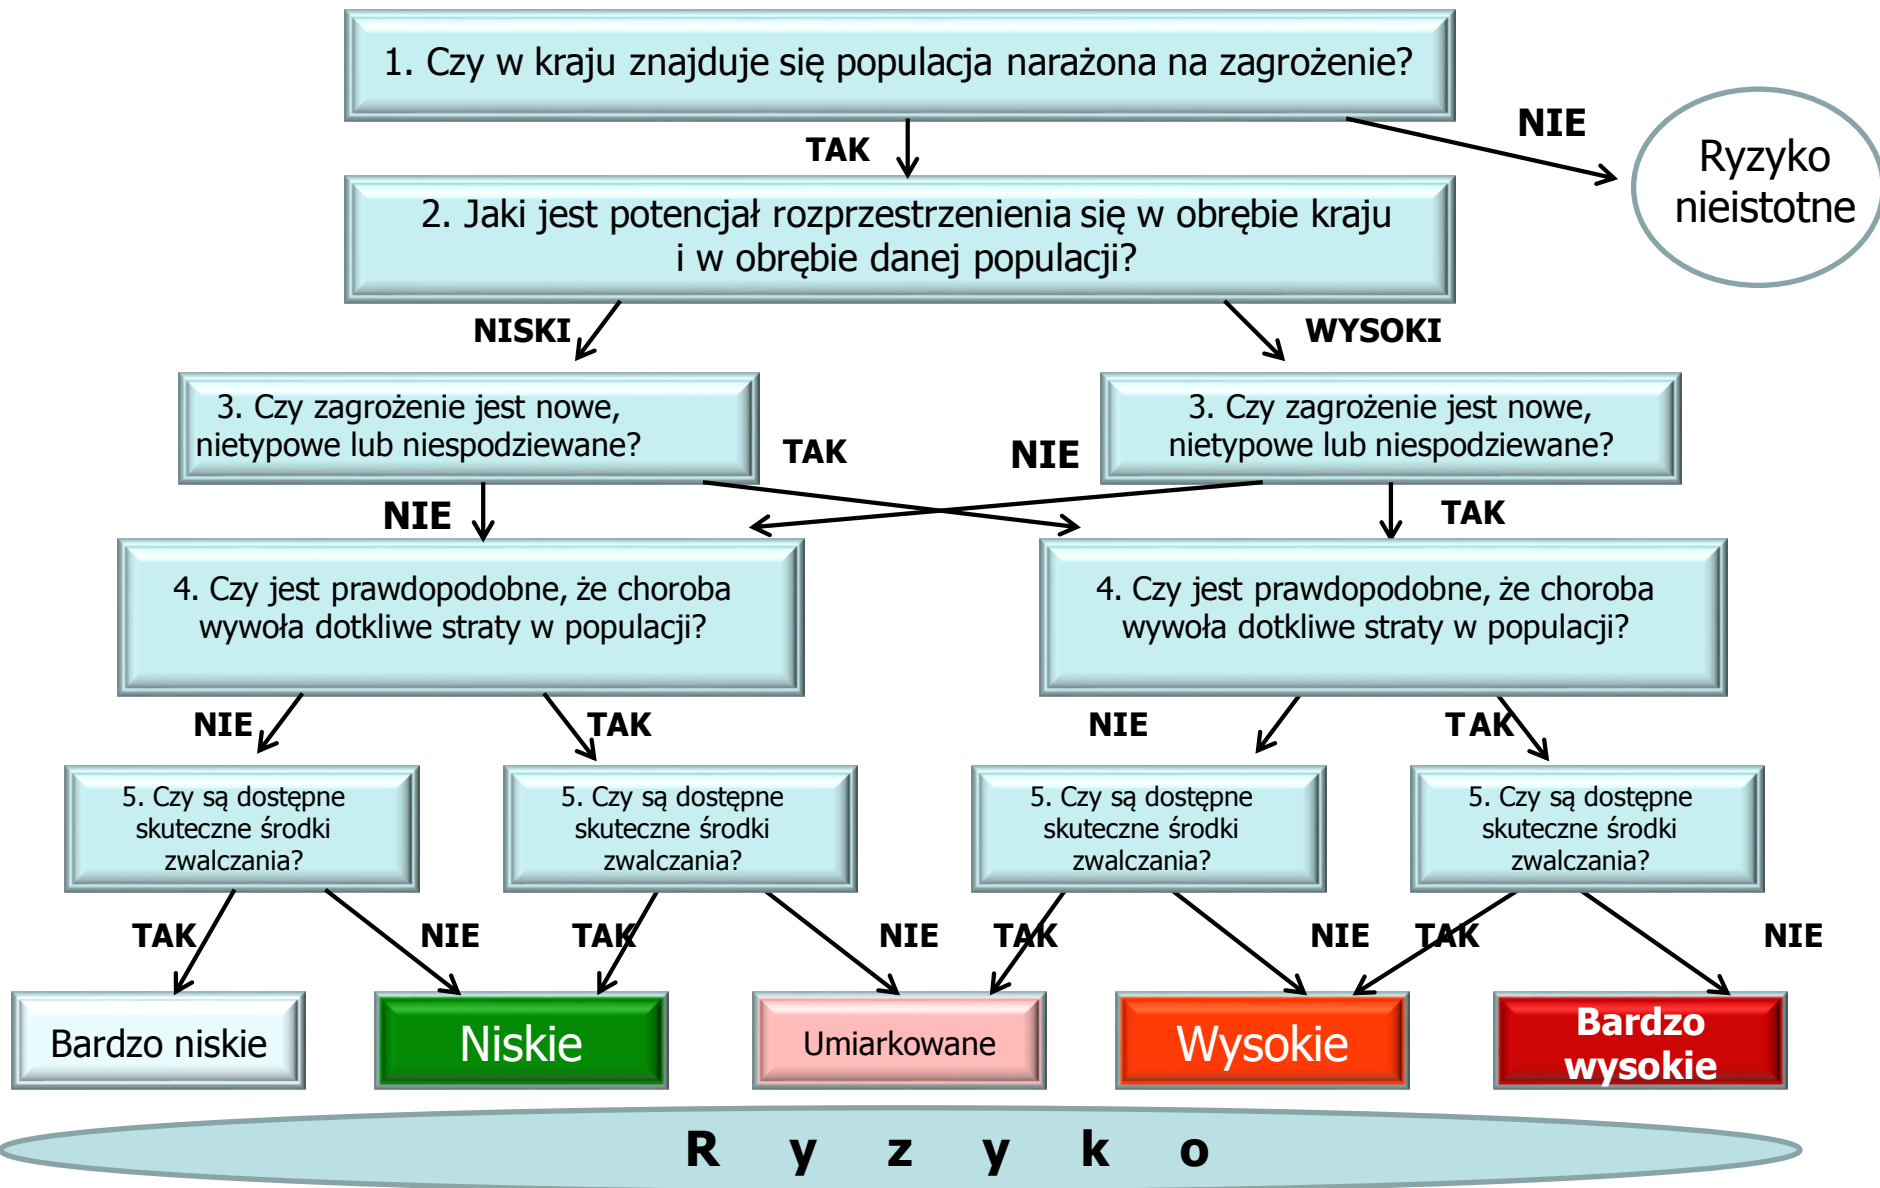 1. Czy w kraju znajduje się populacja narażona na zagrożenie?
NIE
Ryzyko
nieistotne
TAK
2. Jaki jest potencjał rozprzestrzenienia się w obrębie kraju
i w obrębie danej populacji?
NISKI
WYSOKI
3. Czy zagrożenie jest nowe,
nietypowe lub niespodziewane?
TAK
NIE
3. Czy zagrożenie jest nowe,
nietypowe lub niespodziewane?
NIE
TAK
4. Czy jest prawdopodobne, że choroba
wywoła dotkliwe straty w populacji?
4. Czy jest prawdopodobne, że choroba
wywoła dotkliwe straty w populacji?
NIE
TAK
NIE
TAK
5. Czy są dostępne
skuteczne środki
zwalczania?
5. Czy są dostępne
skuteczne środki
zwalczania?
5. Czy są dostępne
skuteczne środki
zwalczania?
5. Czy są dostępne
skuteczne środki
zwalczania?
TAK
NIE
TAK
NIE
TAK
NIE
TAK
NIE
Bardzo niskie
Niskie
Umiarkowane
Wysokie
Bardzo
wysokie
R y z y k o